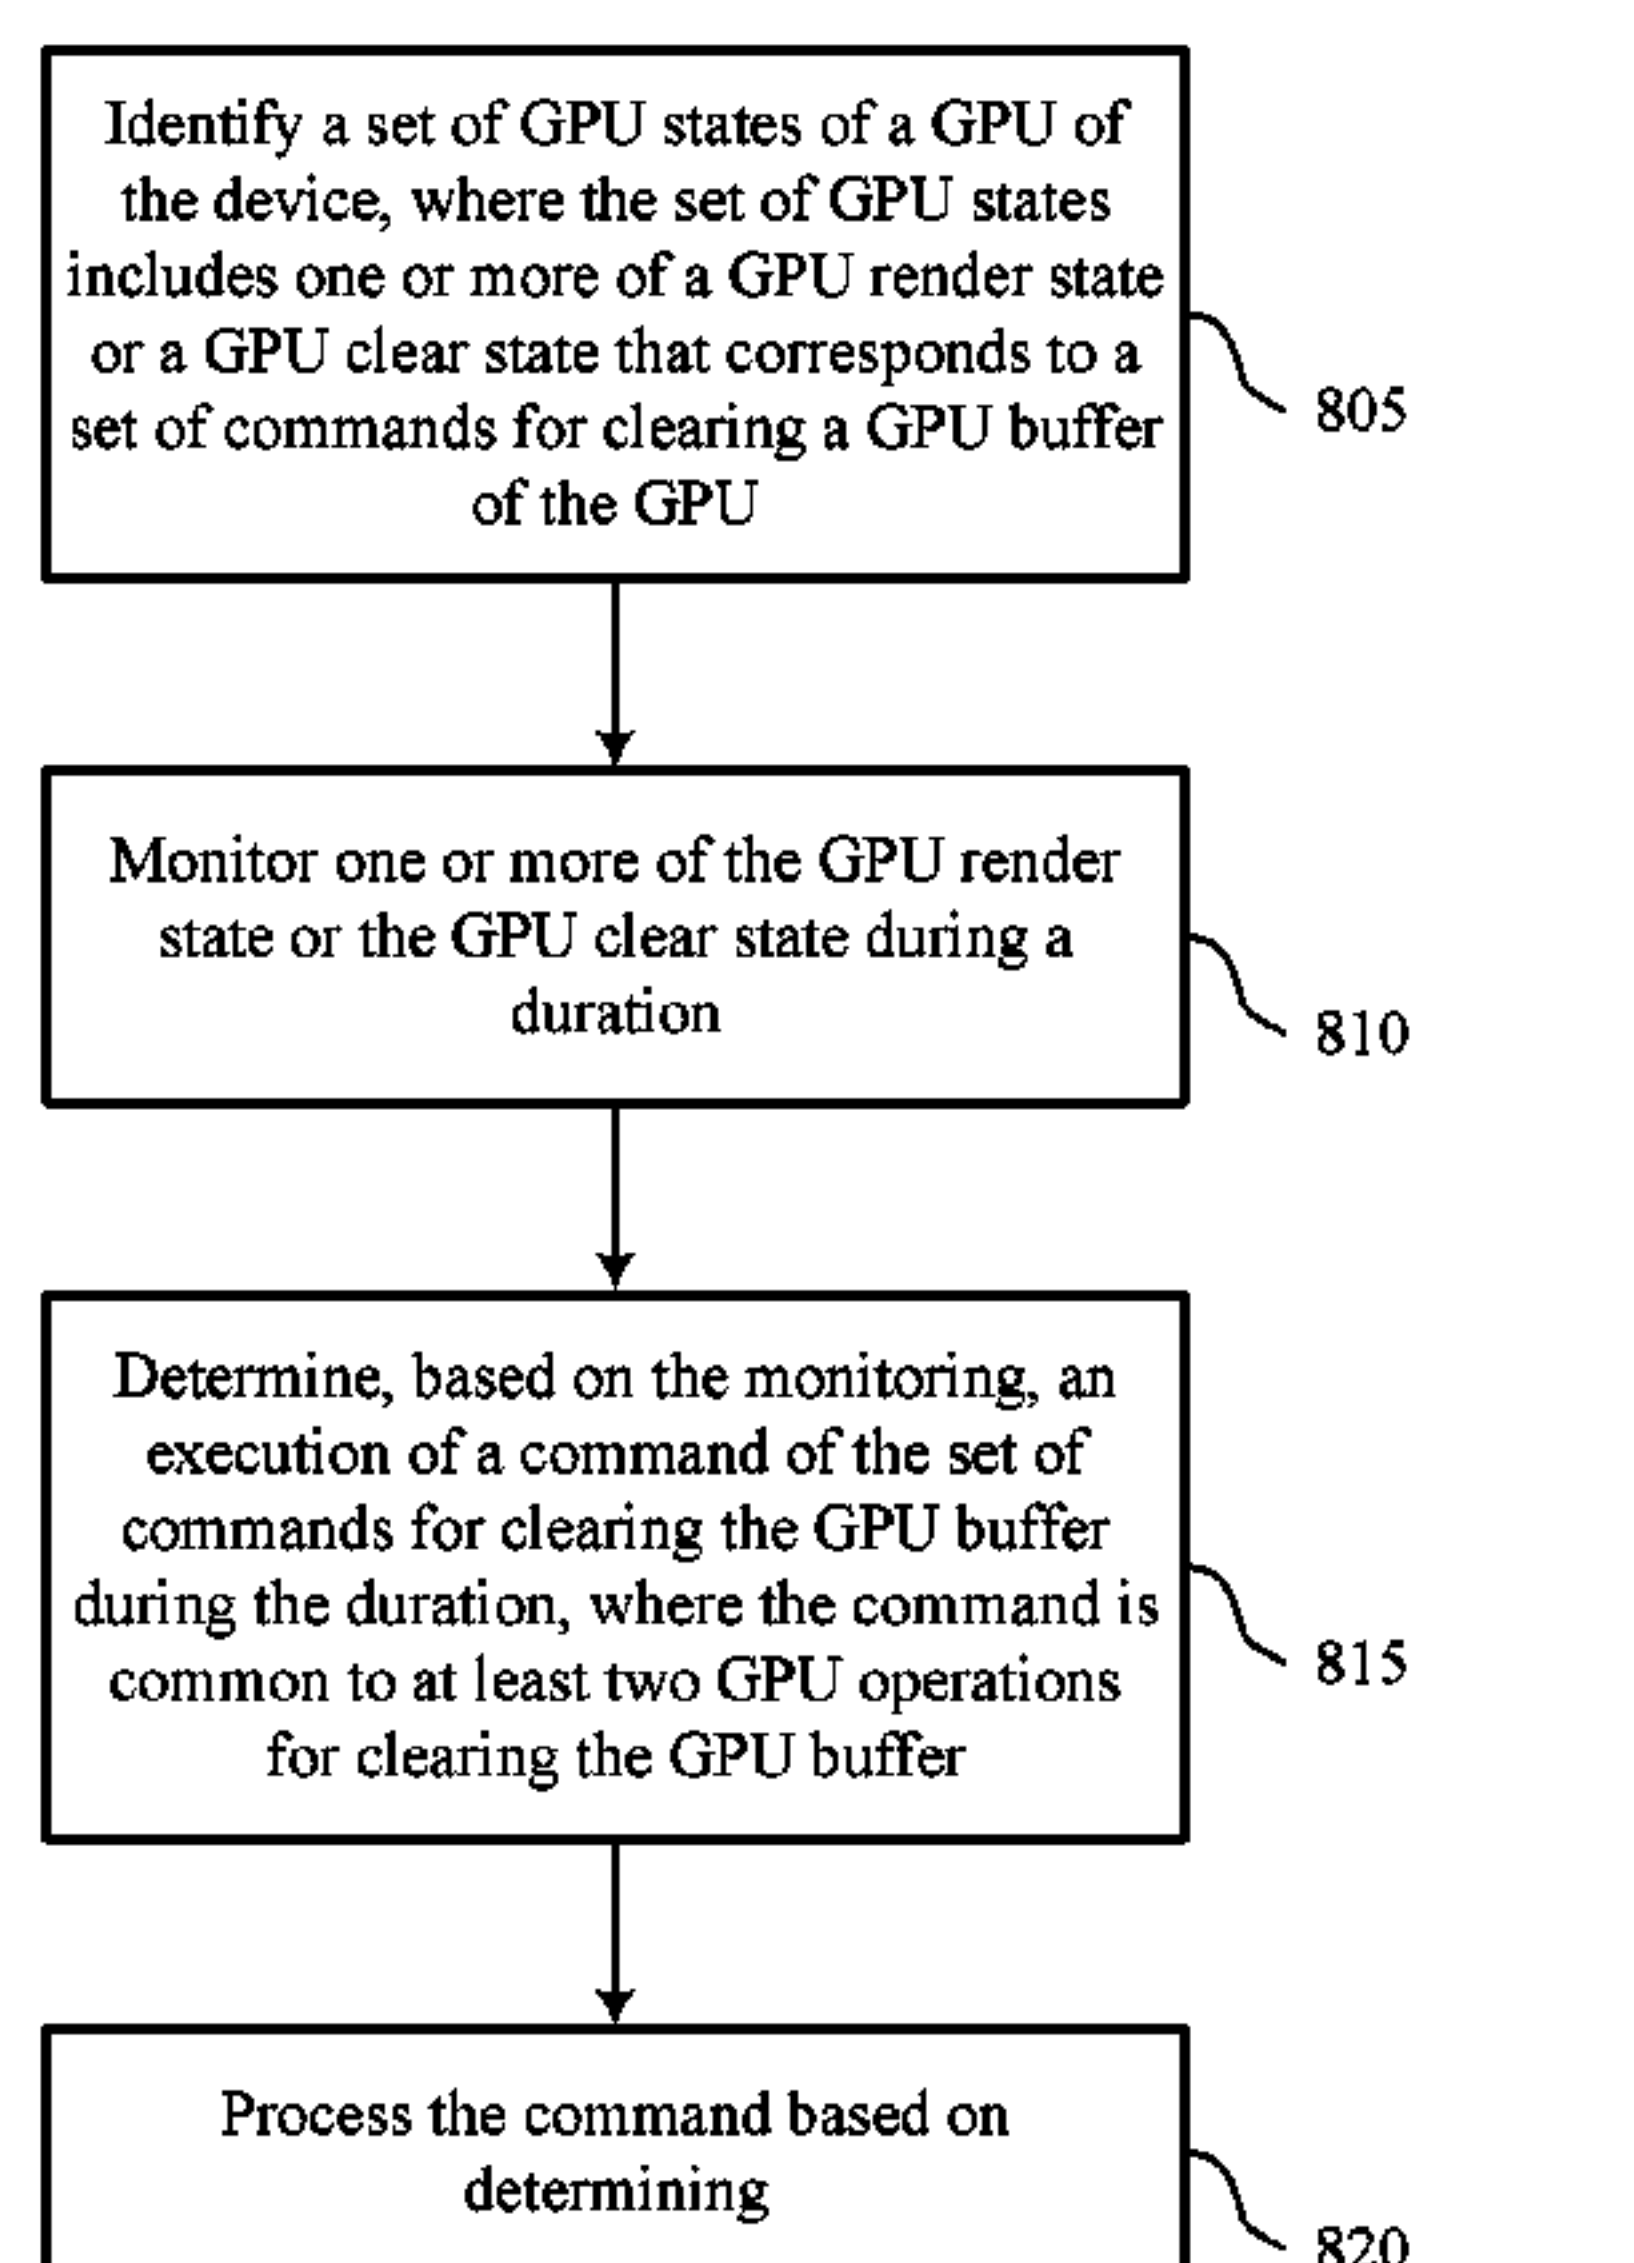 Identify a set of GPU states of a GPU of
the device, where the set of GPU states
includes one or more of a GPU render state
or a GPU clear state that corresponds to a
set of commands for clearing a GPU buffer
of the GPU
805
Monitor one or more of the GPU render
state or the GPU clear state during a
duration
810
Determine, based on the monitoring, an
execution of a command of the set of
commands for clearing the GPU buffer
during the duration, where the command is
common to at least two GPU operations
for clearing the GPU buffer
815
Process the command based on
determining
820